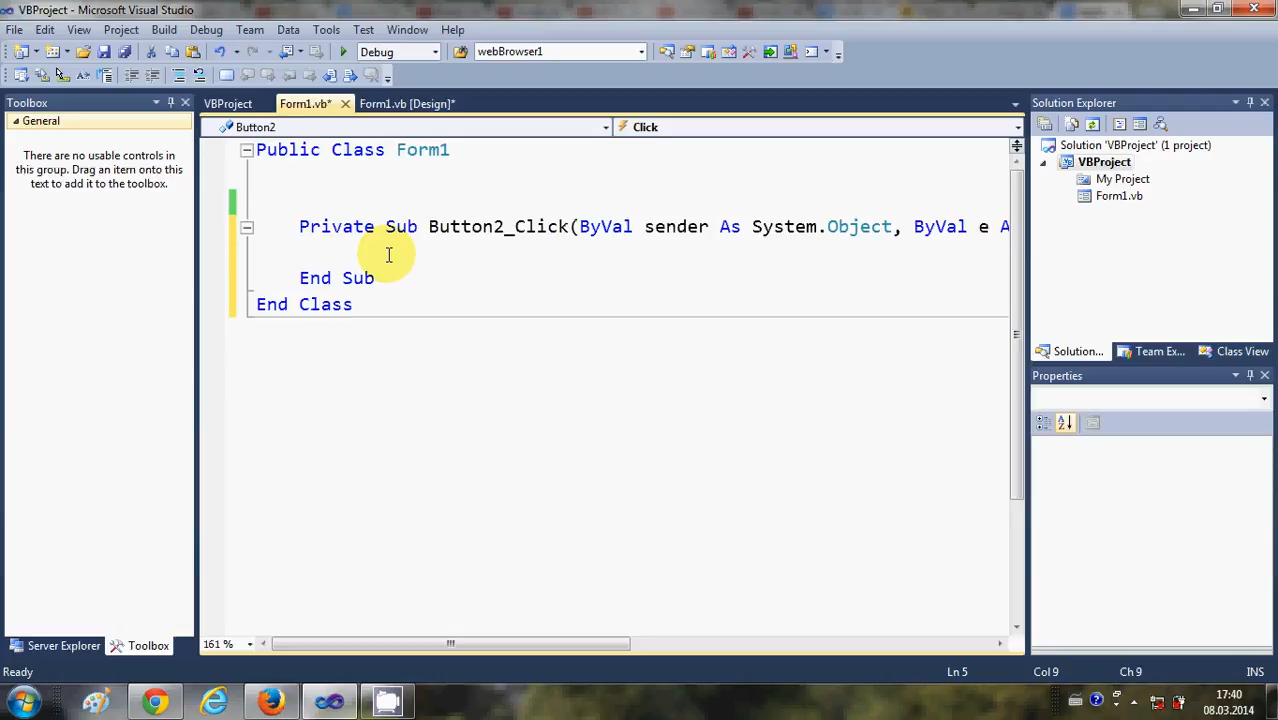 VBProject - Microsoft Visual Studio
File Edit View Project Build Debug Team Data Tools Test Window Help
Debug webBrowser1
Toolbox
General
There are no usable controls in
this group. Drag an item onto this
text to add it to the toolbox.
Server Explorer Toolbox
VBProject Form1.vb* Form1.vb [Design]*
Button2 Click
Public Class Form1
Private Sub Button2_Click(ByVal sender As System.Object, ByVal e A
End Sub
End Class
161 %
Solution Explorer
Solution 'VBProject' (1 project)
VBProject
My Project
Form1.vb
Solution... Team Ex... Class View
Properties
Ready Ln 5 Col 9 Ch 9 INS
17:40
08.03.2014